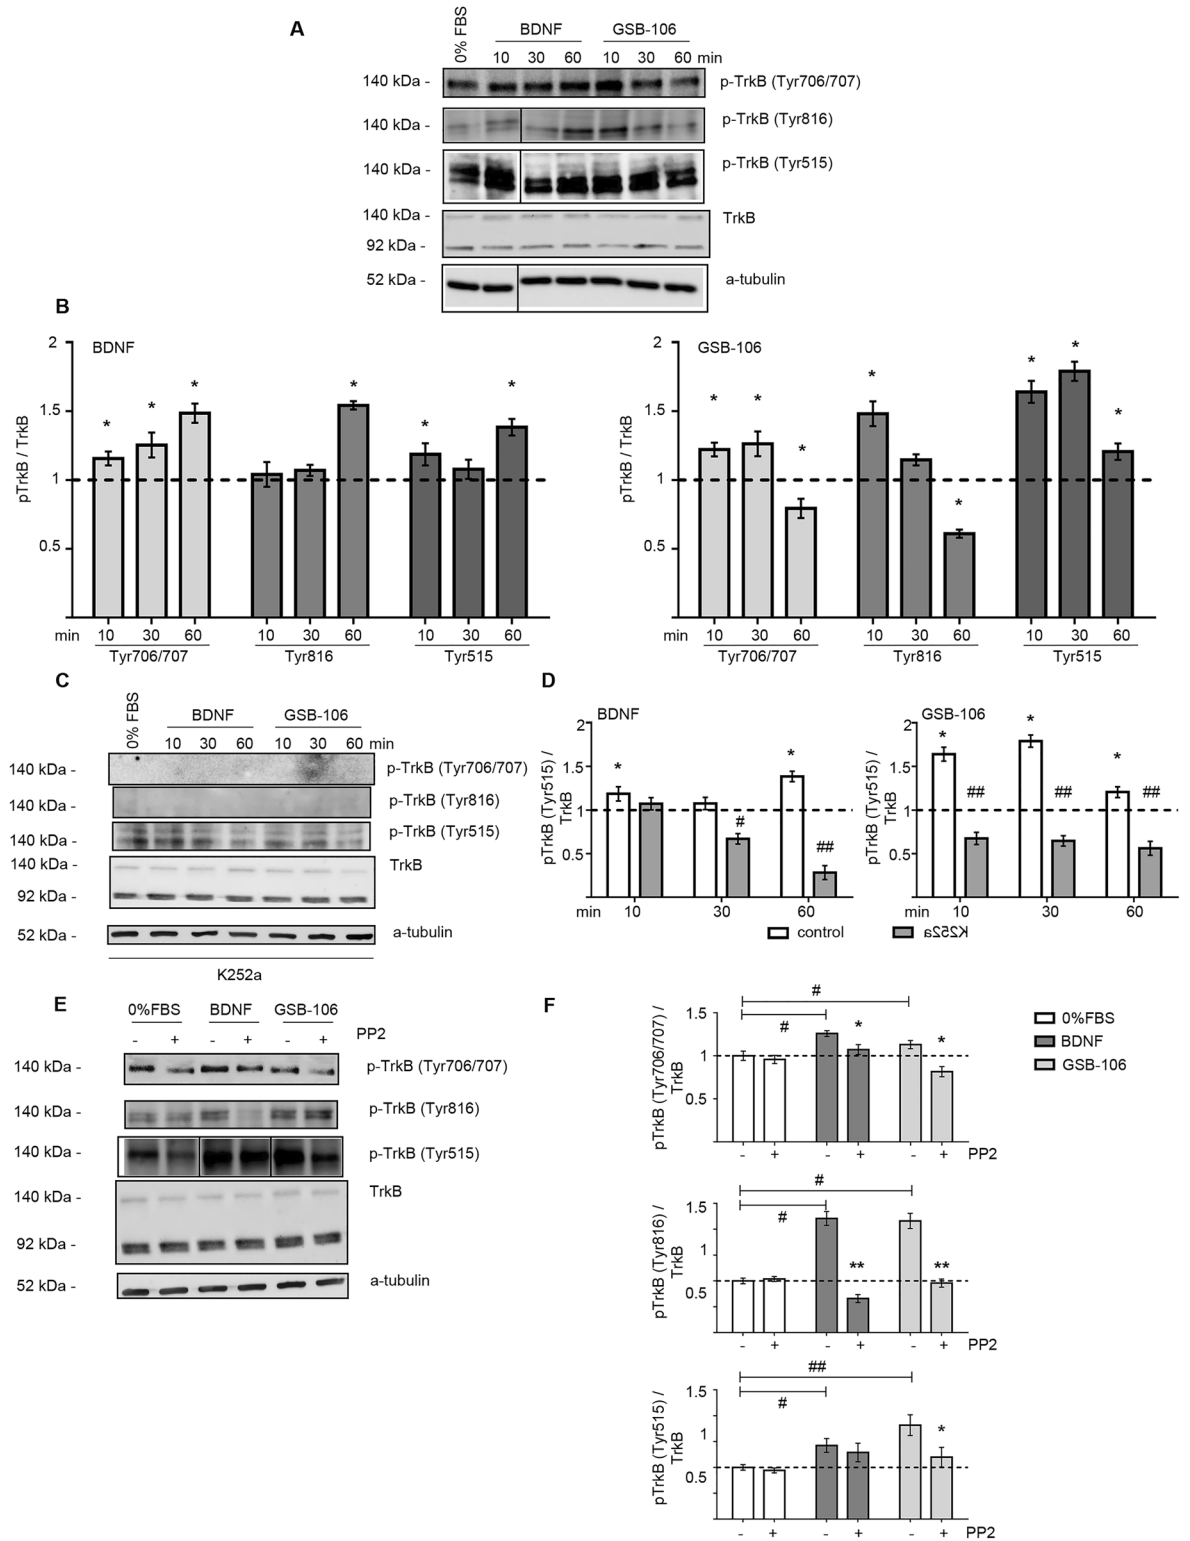 A
0% FBS
BDNF
GSB-106
10 30 60 10 30 60 min
140 kDa - p-TrkB (Tyr706/707)
140 kDa - p-TrkB (Tyr816)
140 kDa - p-TrkB (Tyr515)
140 kDa - TrkB
92 kDa -
52 kDa - a-tubulin
B
BDNF
pTrkB / TrkB
2
1.5
1
0.5
* * * * * *
min 10 30 60 10 30 60 10 30 60
Tyr706/707 Tyr816 Tyr515
GSB-106
pTrkB / TrkB
2
1.5
1
0.5
* * * * * * * *
min 10 30 60 10 30 60 10 30 60
Tyr706/707 Tyr816 Tyr515
C
0% FBS
BDNF
GSB-106
10 30 60 10 30 60 min
140 kDa - p-TrkB (Tyr706/707)
140 kDa - p-TrkB (Tyr816)
140 kDa - p-TrkB (Tyr515)
140 kDa - TrkB
92 kDa -
52 kDa - a-tubulin
K252a
D
BDNF
pTrkB (Tyr515) /
TrkB
2
1.5
1
0.5
* # * ##
min 10 30 60
GSB-106
pTrkB (Tyr515) /
TrkB
2
1.5
1
0.5
* ## * ## * ##
min 10 30 60
control K252a
E
0%FBS BDNF GSB-106
- + - + - + PP2
140 kDa - p-TrkB (Tyr706/707)
140 kDa - p-TrkB (Tyr816)
140 kDa - p-TrkB (Tyr515)
140 kDa - TrkB
92 kDa -
52 kDa - a-tubulin
F
pTrkB (Tyr706/707) /
TrkB
1.5
1
0.5
#
#
* *
- + - + - + PP2
0%FBS
BDNF
GSB-106
pTrkB (Tyr816) /
TrkB
1.5
1
0.5
#
#
** **
- + - + - + PP2
pTrkB (Tyr515) /
TrkB
1.5
1
0.5
##
#
*
- + - + - + PP2